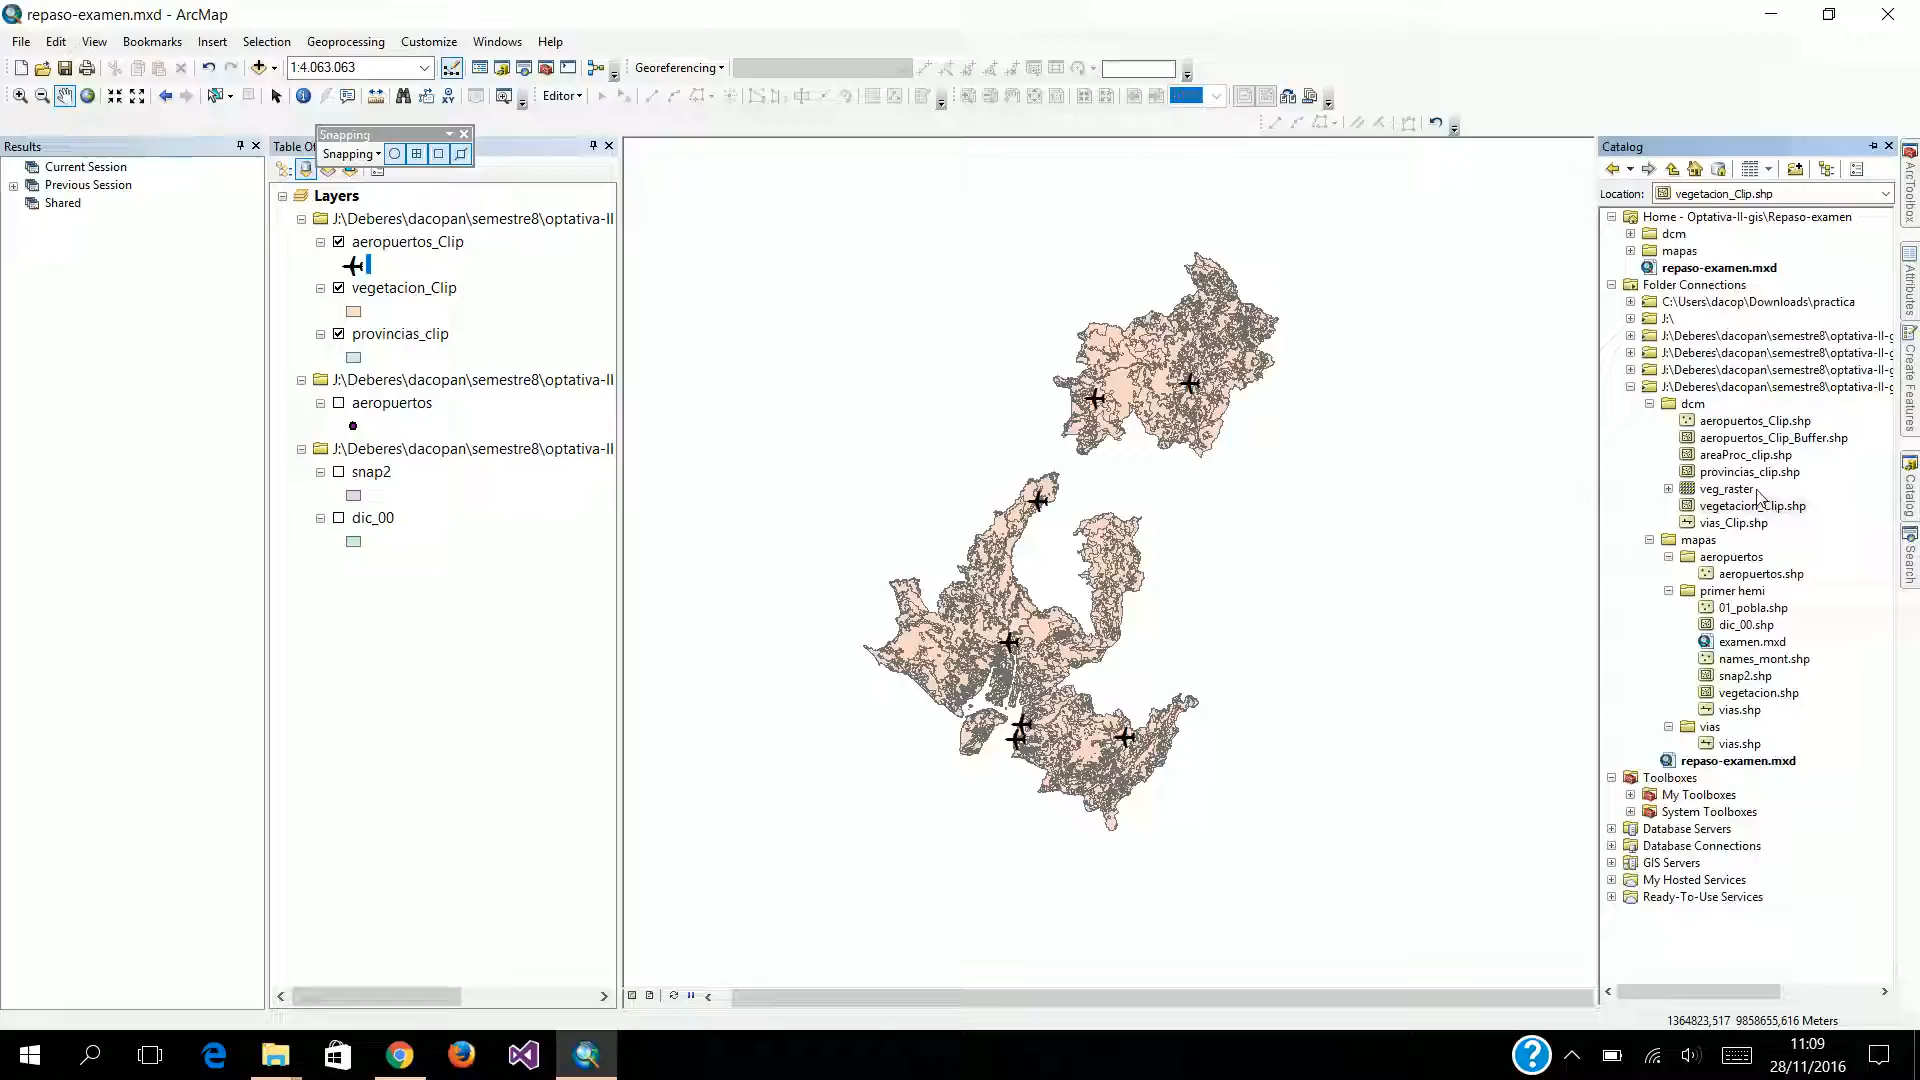 repaso-examen.mxd - ArcMap
File Edit View Bookmarks Insert Selection Geoprocessing Customize Windows Help
1:4.063.063
Georeferencing
Editor
Results
Table Of
Snapping
Snapping
Catalog
Current Session
Previous Session
Shared
Layers
J:\Deberes\dacopan\semestre8\optativa-II
aeropuertos_Clip
vegetacion_Clip
provincias_clip
J:\Deberes\dacopan\semestre8\optativa-II
aeropuertos
J:\Deberes\dacopan\semestre8\optativa-II
snap2
dic_00
Location: vegetacion_Clip.shp
Home - Optativa-II-gis\Repaso-examen
dcm
mapas
repaso-examen.mxd
Folder Connections
C:\Users\dacop\Downloads\practica
J:\
J:\Deberes\dacopan\semestre8\optativa-II-g
J:\Deberes\dacopan\semestre8\optativa-II-g
J:\Deberes\dacopan\semestre8\optativa-II-g
J:\Deberes\dacopan\semestre8\optativa-II-g
dcm
aeropuertos_Clip.shp
aeropuertos_Clip_Buffer.shp
areaProc_clip.shp
provincias_clip.shp
veg_raster
vegetacion_Clip.shp
vias_Clip.shp
mapas
aeropuertos
aeropuertos.shp
primer hemi
01_pobla.shp
dic_00.shp
examen.mxd
names_mont.shp
snap2.shp
vegetacion.shp
vias.shp
vias
vias.shp
repaso-examen.mxd
Toolboxes
My Toolboxes
System Toolboxes
Database Servers
Database Connections
GIS Servers
My Hosted Services
Ready-To-Use Services
ArcToolbox
Attributes
Create Features
Catalog
Search
1364823,517 9858655,616 Meters
11:09
28/11/2016